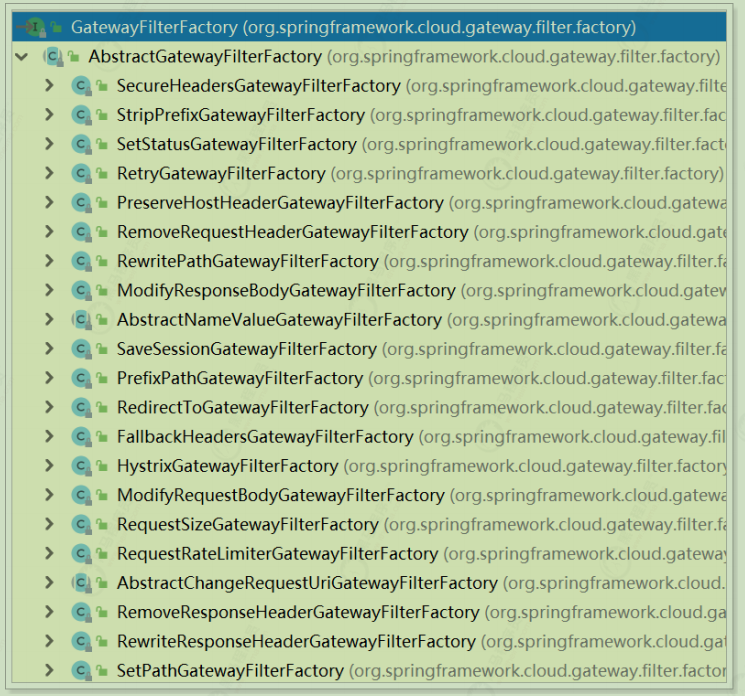 GatewayFilterFactory (org.springframework.cloud.gateway.filter.factory)
AbstractGatewayFilterFactory (org.springframework.cloud.gateway.filter.factory)
SecureHeadersGatewayFilterFactory (org.springframework.cloud.gateway.filte
StripPrefixGatewayFilterFactory (org.springframework.cloud.gateway.filter.fac
SetStatusGatewayFilterFactory (org.springframework.cloud.gateway.filter.facto
RetryGatewayFilterFactory (org.springframework.cloud.gateway.filter.factory)
PreserveHostHeaderGatewayFilterFactory (org.springframework.cloud.gatewa
RemoveRequestHeaderGatewayFilterFactory (org.springframework.cloud.gate
RewritePathGatewayFilterFactory (org.springframework.cloud.gateway.filter.fa
ModifyResponseBodyGatewayFilterFactory (org.springframework.cloud.gatew
AbstractNameValueGatewayFilterFactory (org.springframework.cloud.gatewa
SaveSessionGatewayFilterFactory (org.springframework.cloud.gateway.filter.fa
PrefixPathGatewayFilterFactory (org.springframework.cloud.gateway.filter.fac
RedirectToGatewayFilterFactory (org.springframework.cloud.gateway.filter.fac
FallbackHeadersGatewayFilterFactory (org.springframework.cloud.gateway.fil
HystrixGatewayFilterFactory (org.springframework.cloud.gateway.filter.factory
ModifyRequestBodyGatewayFilterFactory (org.springframework.cloud.gatewa
RequestSizeGatewayFilterFactory (org.springframework.cloud.gateway.filter.fa
RequestRateLimiterGatewayFilterFactory (org.springframework.cloud.gateway
AbstractChangeRequestUriGatewayFilterFactory (org.springframework.cloud.
RemoveResponseHeaderGatewayFilterFactory (org.springframework.cloud.ga
RewriteResponseHeaderGatewayFilterFactory (org.springframework.cloud.gat
SetPathGatewayFilterFactory (org.springframework.cloud.gateway.filter.factor